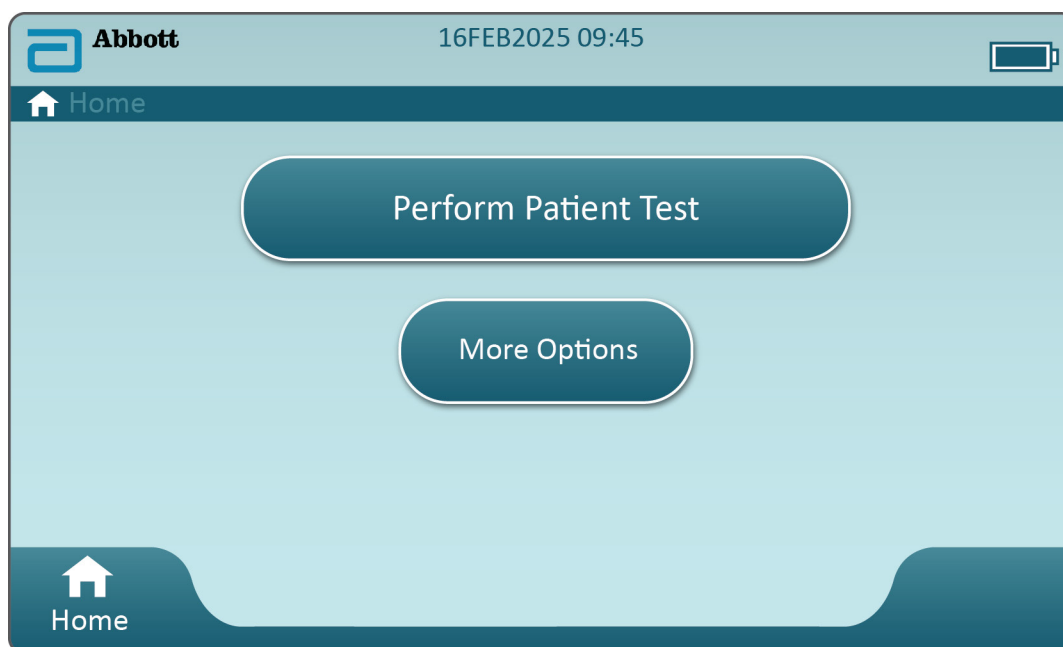 Abbott
16FEB2025 09:45
Home
Perform Patient Test
More Options
Home